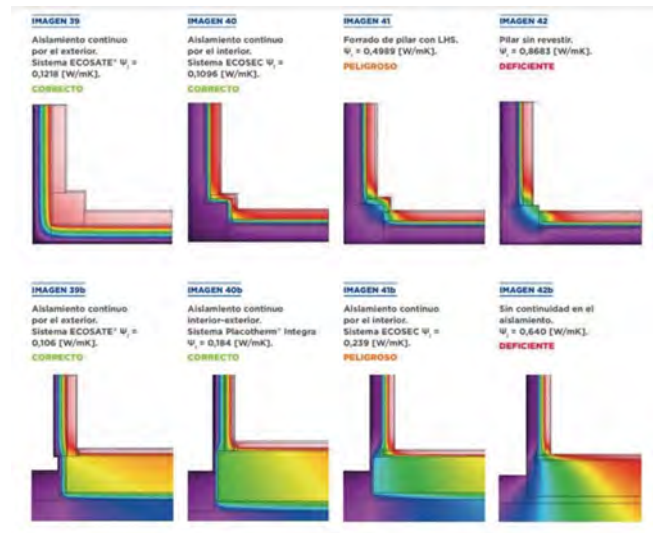 IMAGEN 39
Aislamiento continuo
por el exterior.
Sistema ECOSATE® Ψi =
0,1218 [W/mK].
CORRECTO
IMAGEN 40
Aislamiento continuo
por el interior.
Sistema ECOSEC Ψi =
0,1096 [W/mK].
CORRECTO
IMAGEN 41
Forrado de pilar con LHS.
Ψi = 0,4989 [W/mK].
PELIGROSO
IMAGEN 42
Pilar sin revestir.
Ψi = 0,8683 [W/mK].
DEFICIENTE
IMAGEN 39b
Aislamiento continuo
por el exterior.
Sistema ECOSATE® Ψi =
0,106 [W/mK].
CORRECTO
IMAGEN 40b
Aislamiento continuo
interior-exterior.
Sistema Placotherm® Integra
Ψi = 0,184 [W/mK].
CORRECTO
IMAGEN 41b
Aislamiento continuo
por el interior.
Sistema ECOSEC Ψi =
0,239 [W/mK].
PELIGROSO
IMAGEN 42b
Sin continuidad en el
aislamiento.
Ψi = 0,640 [W/mK].
DEFICIENTE